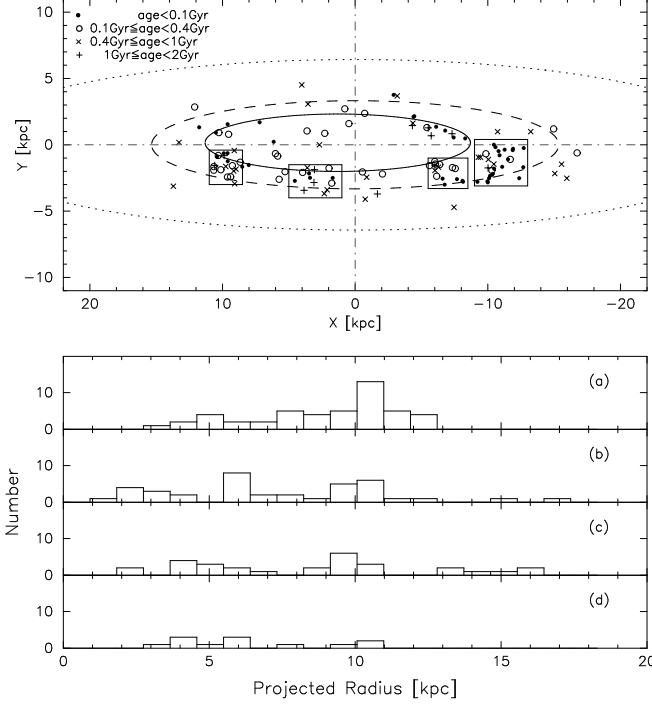 age<0.1Gyr
0.1Gyr≦age<0.4Gyr
0.4Gyr≦age<1Gyr
1Gyr≦age<2Gyr
10
5
0
−5
−10
Y [kpc]
20 10 0 −10 −20
X [kpc]
(a)
10
0
(b)
10
0
(c)
10
0
(d)
10
0
Number
0 5 10 15 20
Projected Radius [kpc]